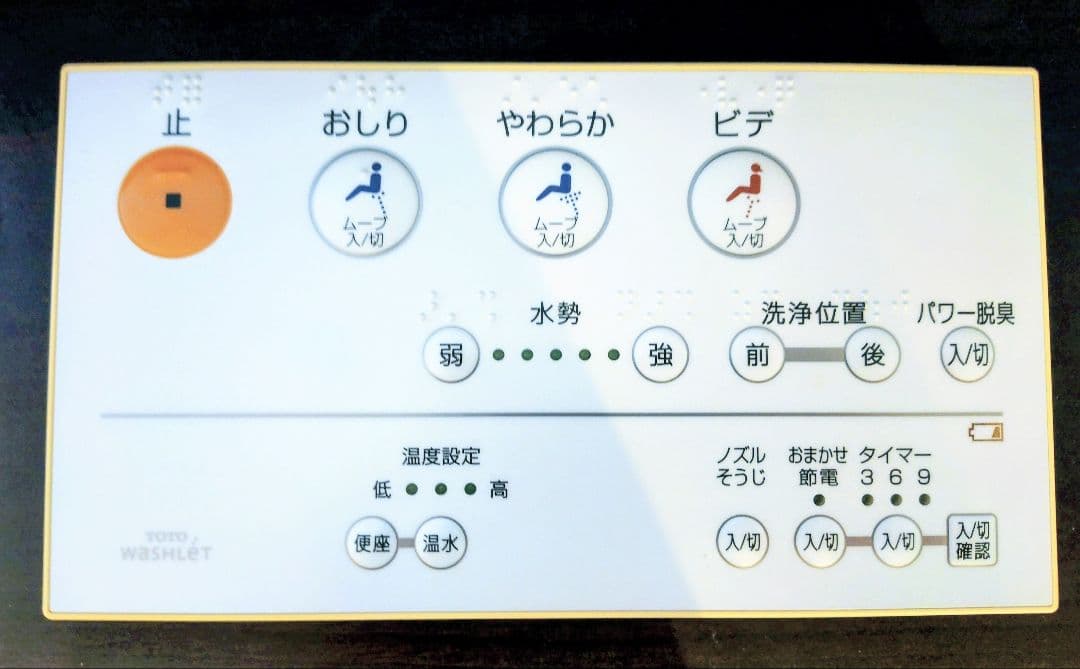 止 おしり やわらか ビデ
ムーブ ムーブ ムーブ
入/切 入/切 入/切
水勢 洗浄位置 パワー脱臭
弱 強 前 後 入/切
温度設定
低 高
便座 温水
ノズル おまかせ タイマー
そうじ 節電 3 6 9
入/切 入/切 入/切 入/切
確認
TOTO
WASHLET